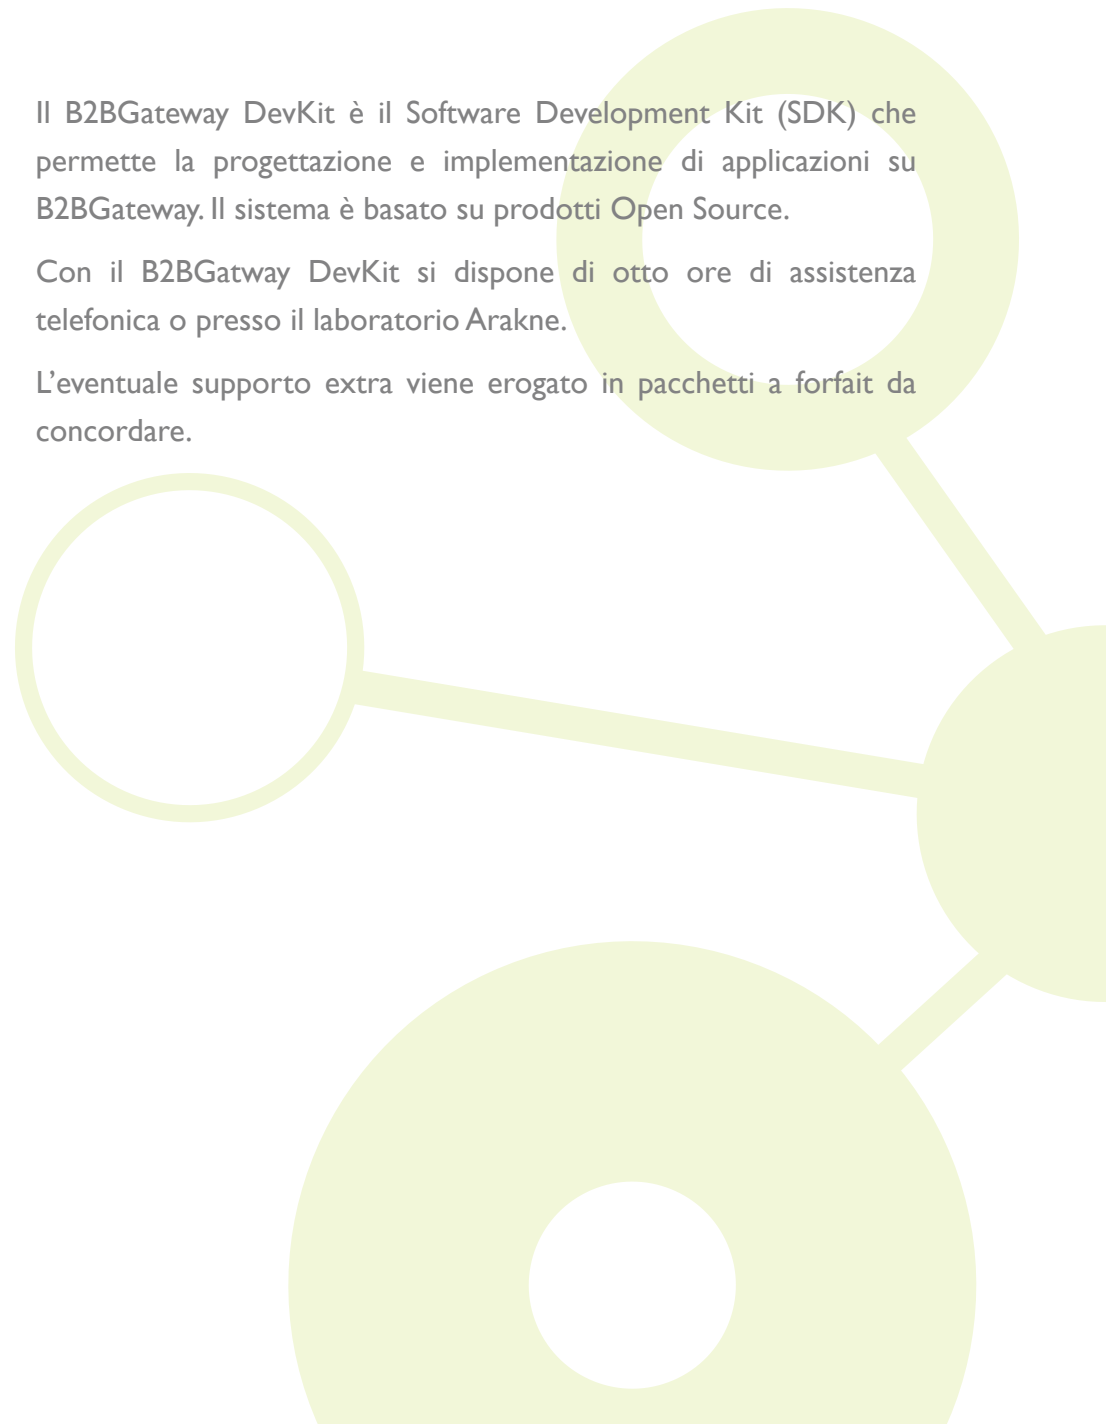 Il B2BGateway DevKit è il Software Development Kit (SDK) che
permette la progettazione e implementazione di applicazioni su
B2BGateway. Il sistema è basato su prodotti Open Source.
Con il B2BGatway DevKit si dispone di otto ore di assistenza
telefonica o presso il laboratorio Arakne.
L’eventuale supporto extra viene erogato in pacchetti a forfait da
concordare.